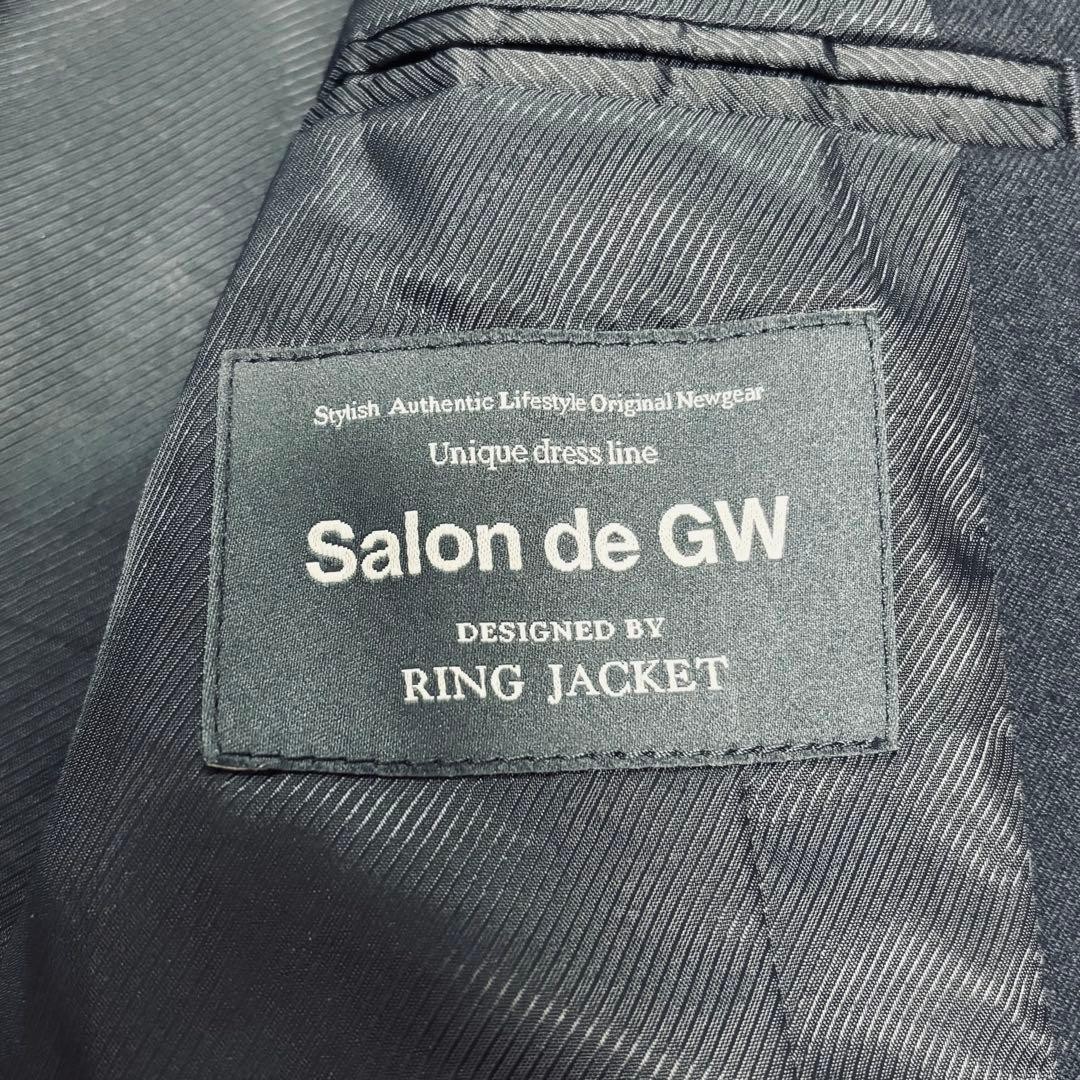 Stylish Authentic Lifestyle Original Newgear
Unique dress line
Salon de GW
DESIGNED BY
RING JACKET